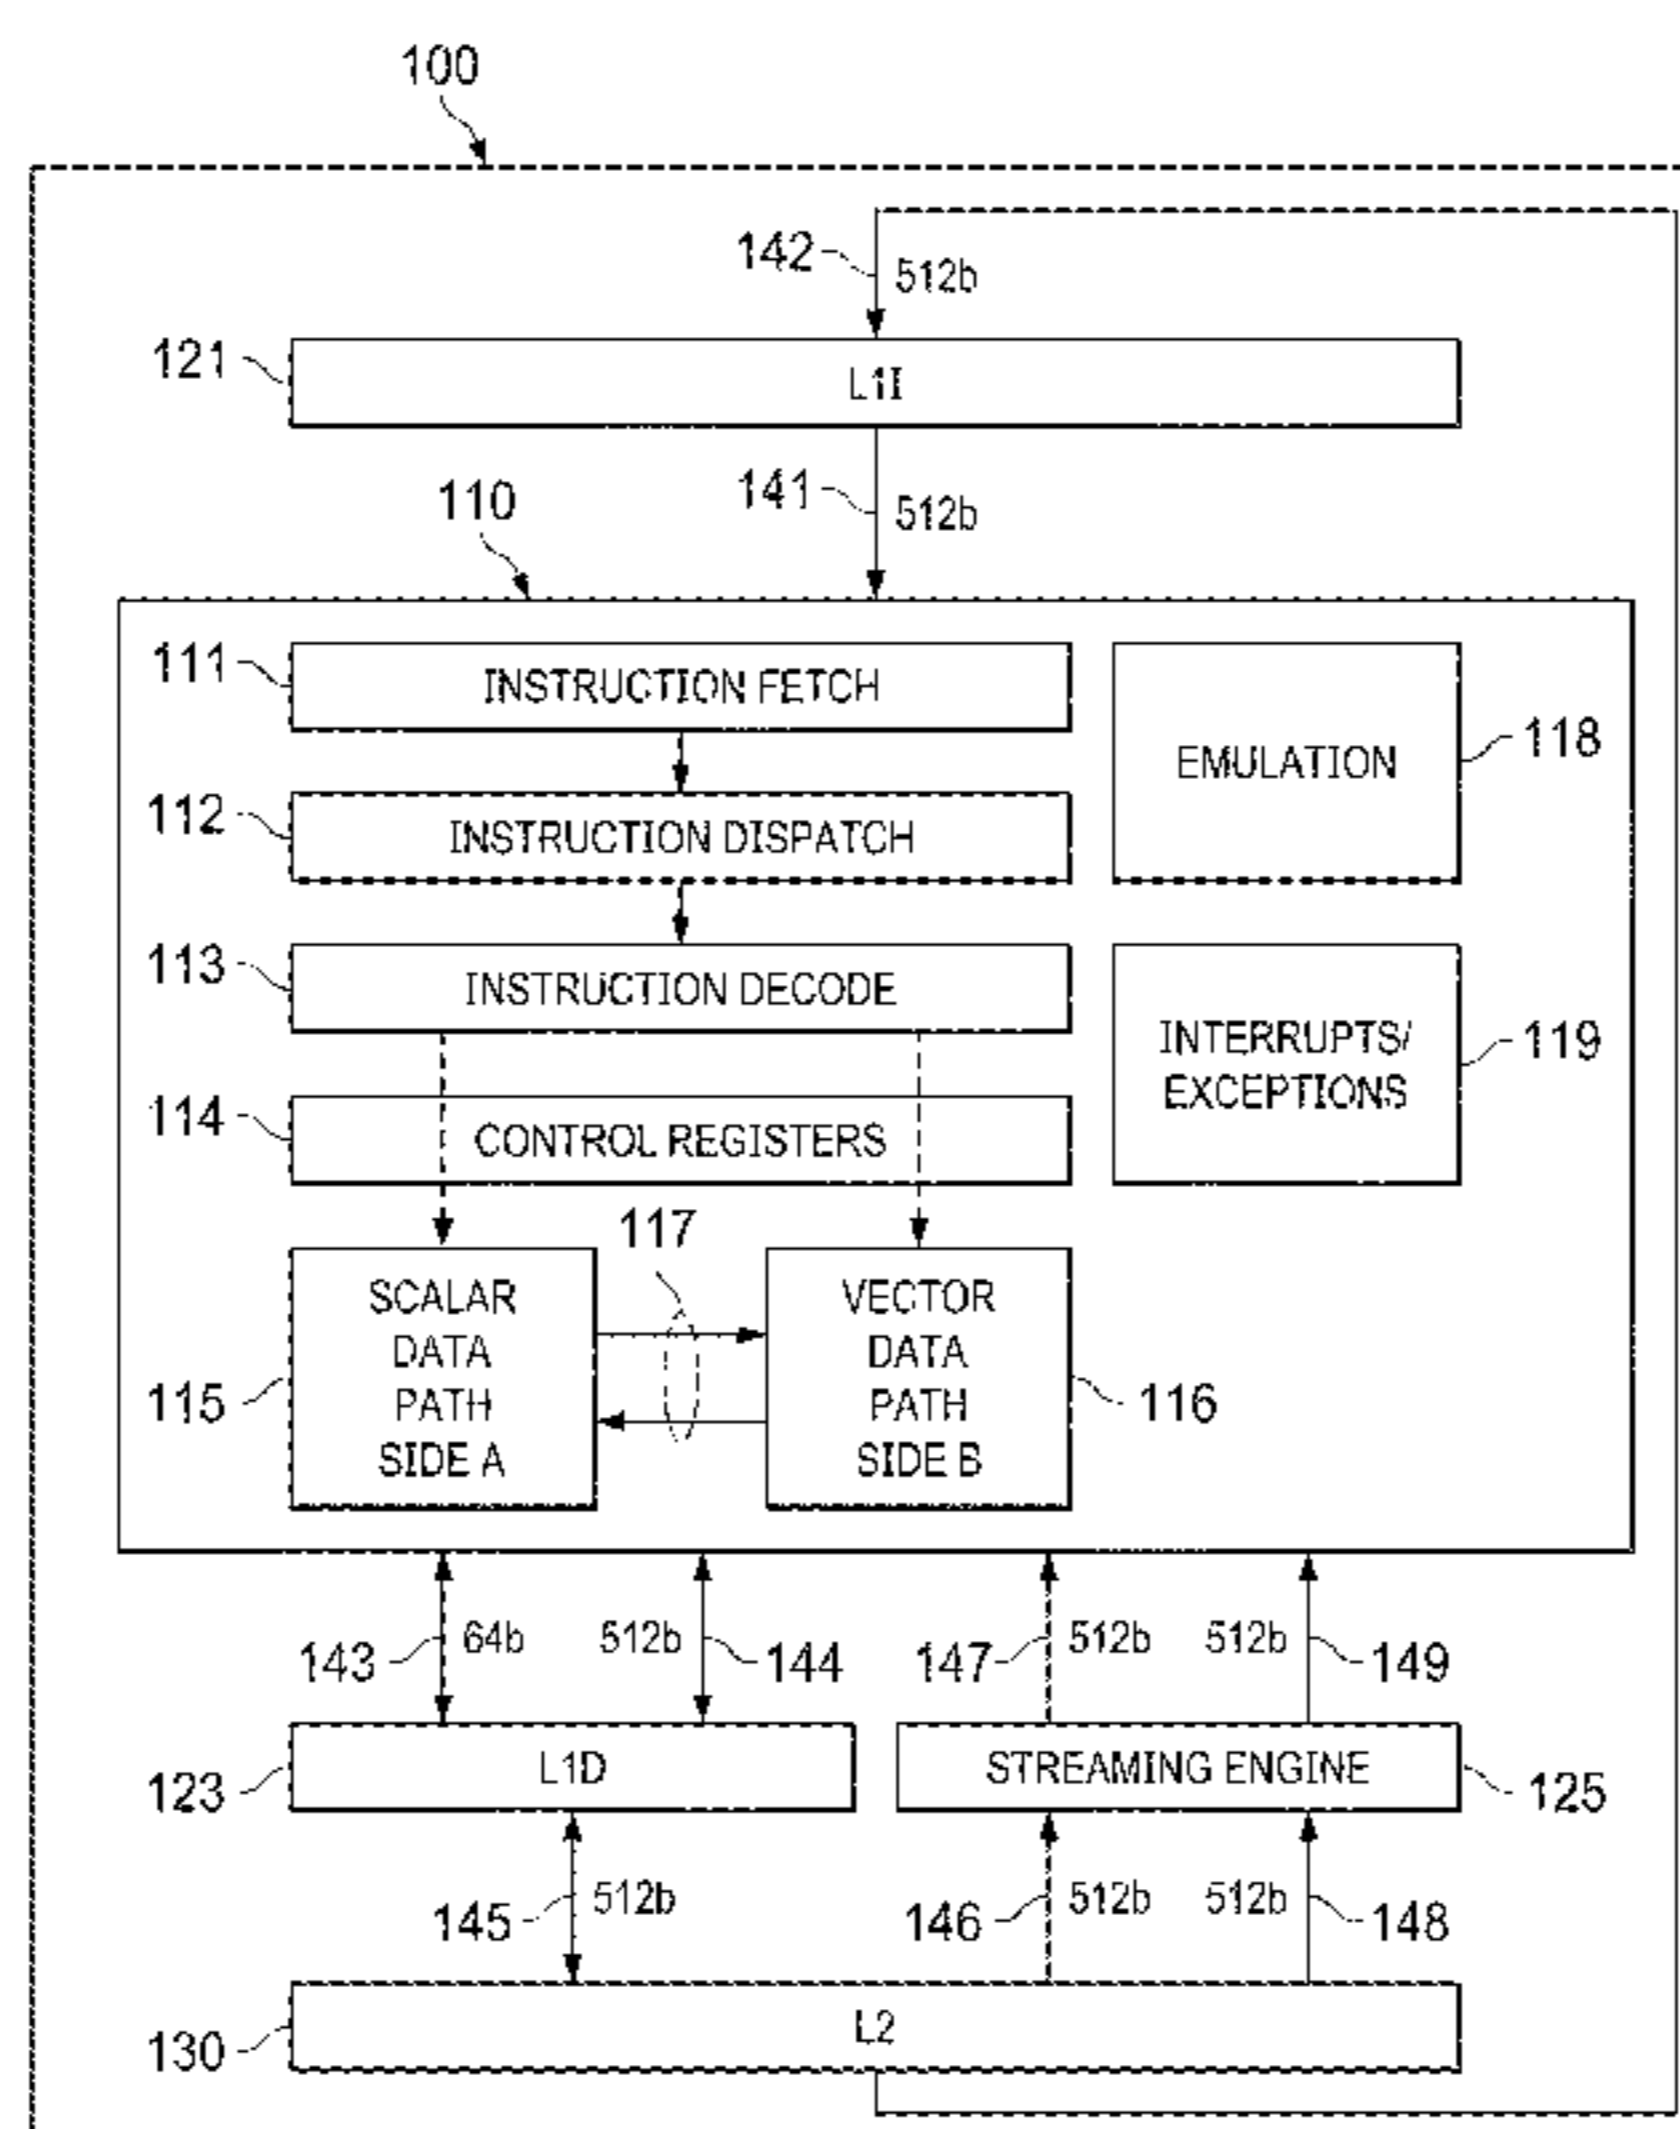 100
142
512b
121
L1I
141
512b
110
111
INSTRUCTION FETCH
118
EMULATION
112
INSTRUCTION DISPATCH
113
INSTRUCTION DECODE
119
INTERRUPTS/
EXCEPTIONS
114
CONTROL REGISTERS
117
115
SCALAR
DATA
PATH
SIDE A
VECTOR
DATA
PATH
SIDE B
116
143
64b
512b
144
147
512b
512b
149
123
L1D
STREAMING ENGINE
125
145
512b
146
512b
512b
148
130
L2